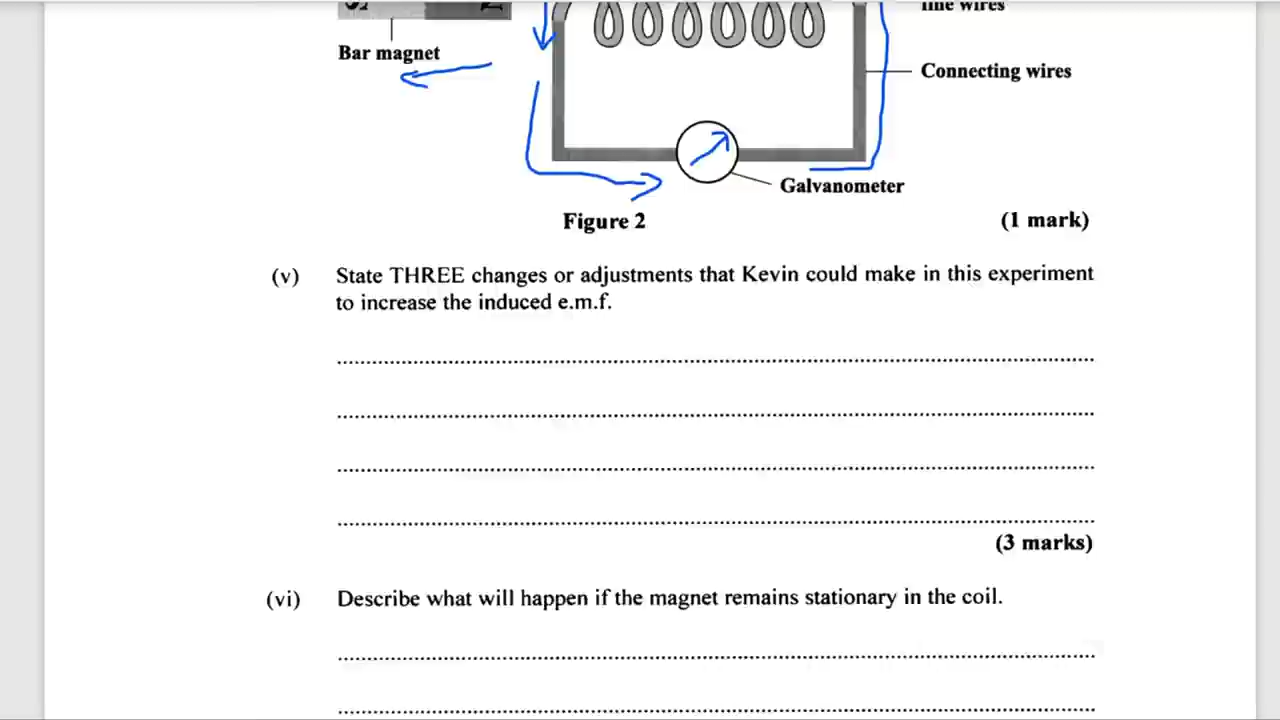 Bar magnet
fine wires
Connecting wires
Galvanometer
Figure 2
(1 mark)
(v) State THREE changes or adjustments that Kevin could make in this experiment
to increase the induced e.m.f.
(3 marks)
(vi) Describe what will happen if the magnet remains stationary in the coil.